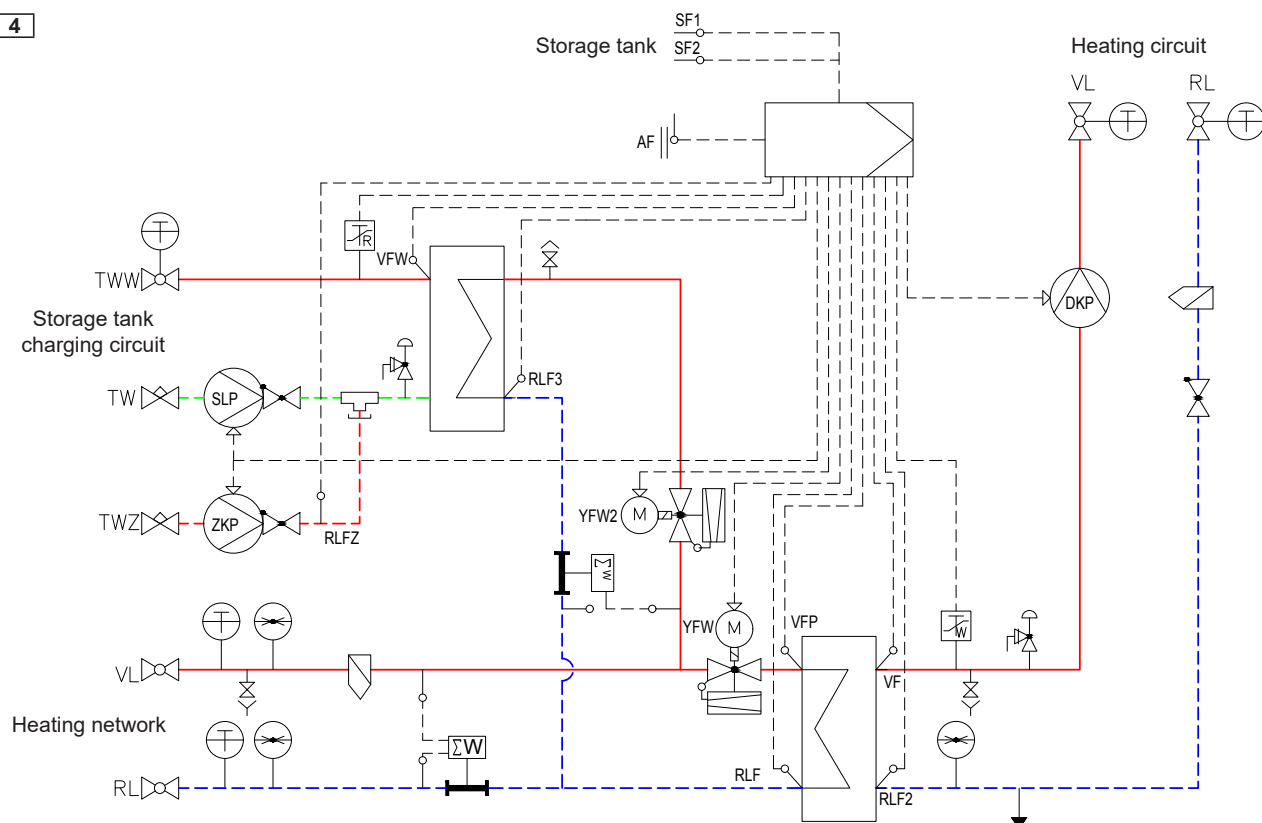 4
SF1
Storage tank
SF2
Heating circuit
VL
RL
T
T
AF
T
R
VFW
TWW
DKP
Storage tank
charging circuit
RLF3
TW
SLP
TWZ
ZKP
RLFZ
YFW2
M
ΣW
YFW
M
VFP
W
T
VL
VF
Heating network
T
ΣW
RL
RLF
RLF2